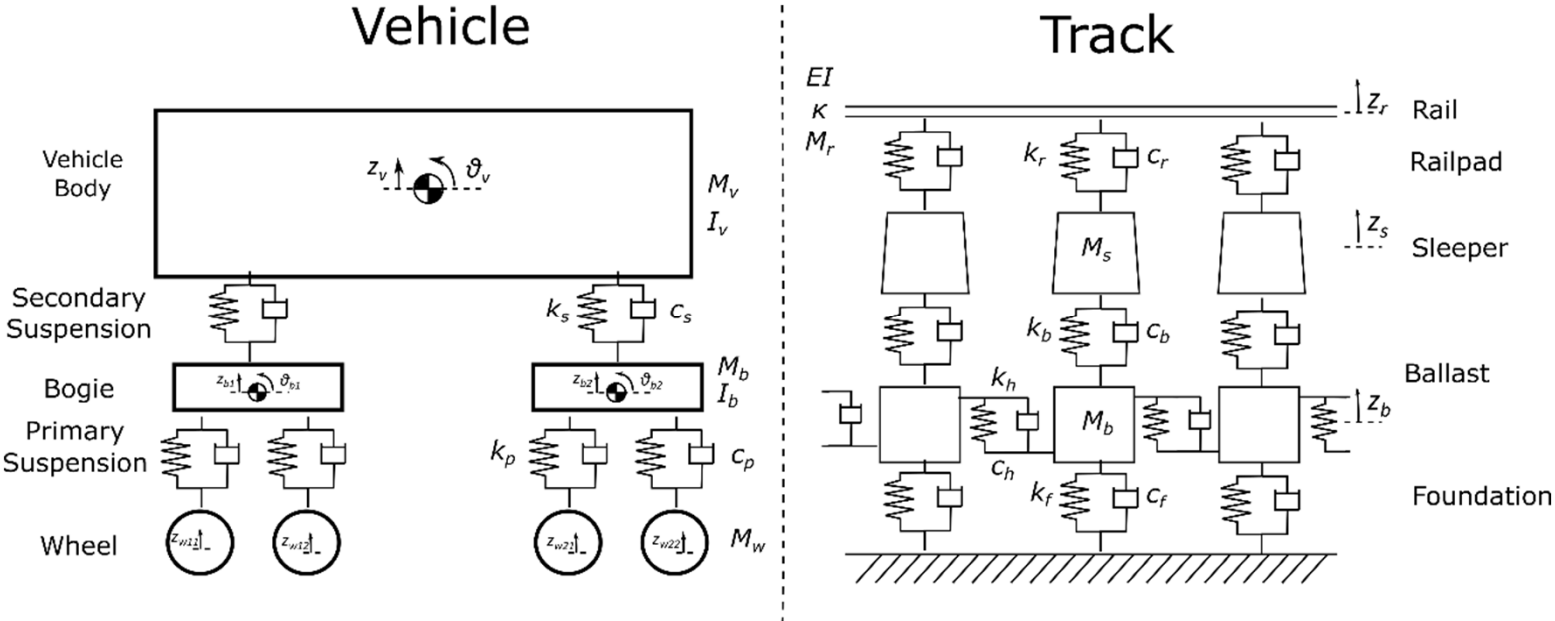 Vehicle
Track
Vehicle
Body
z_v
ϑ_v
M_v
I_v
Secondary
Suspension
k_s
c_s
Bogie
z_b1
ϑ_b1
z_b2
ϑ_b2
M_b
I_b
Primary
Suspension
k_p
c_p
Wheel
z_w11
z_w12
z_w21
z_w22
M_w
EI
κ
M_r
z_r
Rail
k_r
c_r
Railpad
z_s
M_s
Sleeper
k_b
c_b
Ballast
k_h
z_b
M_b
c_h
k_f
c_f
Foundation